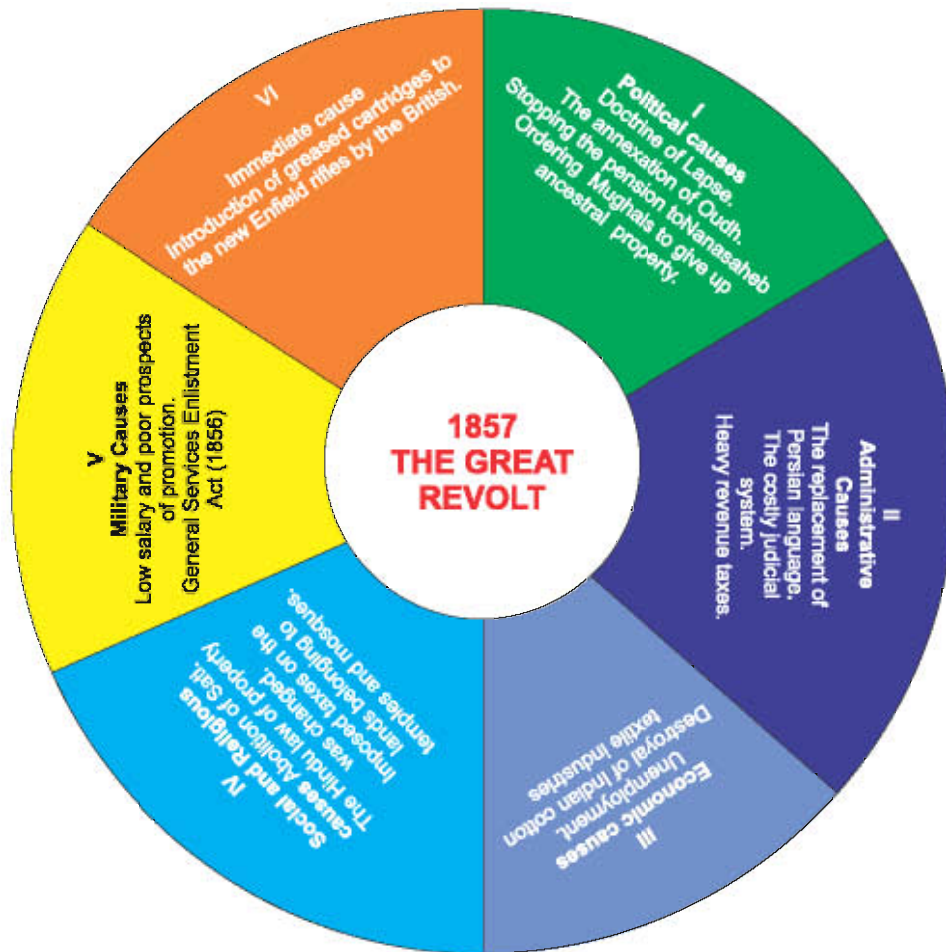 1857
THE GREAT
REVOLT
I
Political causes
Doctrine of Lapse.
The annexation of Oudh.
Stopping the pension toNanasaheb
Ordering Mughals to give up
ancestral property.
II
Administrative
Causes
The replacement of
Persian language.
The costly judicial
system.
Heavy revenue taxes.
III
Economic causes
Unemployment.
Destroyal of Indian cotton
textile industries
IV
Social and Religious
causes Abolition of Sati.
The Hindu law of property
was changed.
Imposed taxes on the
lands belonging to
temples and mosques.
V
Military Causes
Low salary and poor prospects
of promotion.
General Services Enlistment
Act (1856)
VI
Immediate cause
Introduction of greased cartridges to
the new Enfield rifles by the British.